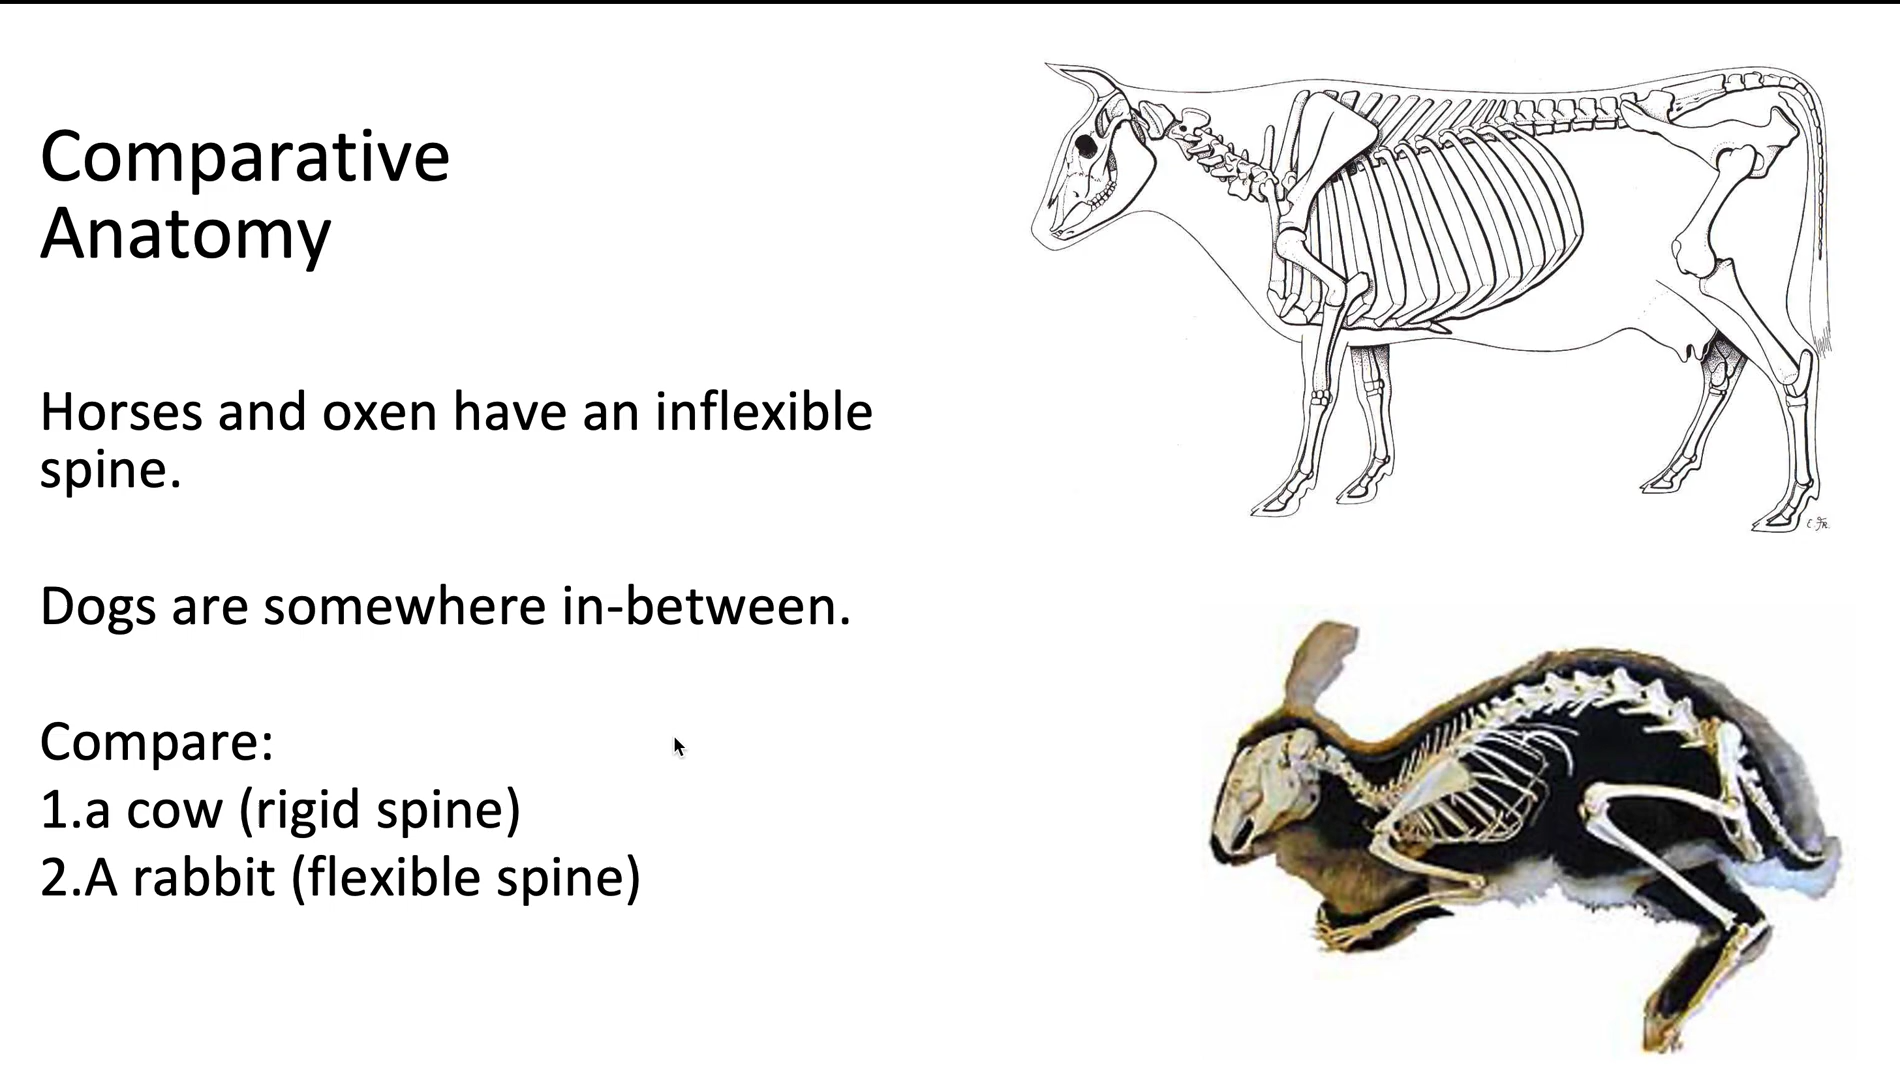 Comparative
Anatomy
Horses and oxen have an inflexible
spine.
Dogs are somewhere in-between.
Compare:
1.a cow (rigid spine)
2.A rabbit (flexible spine)